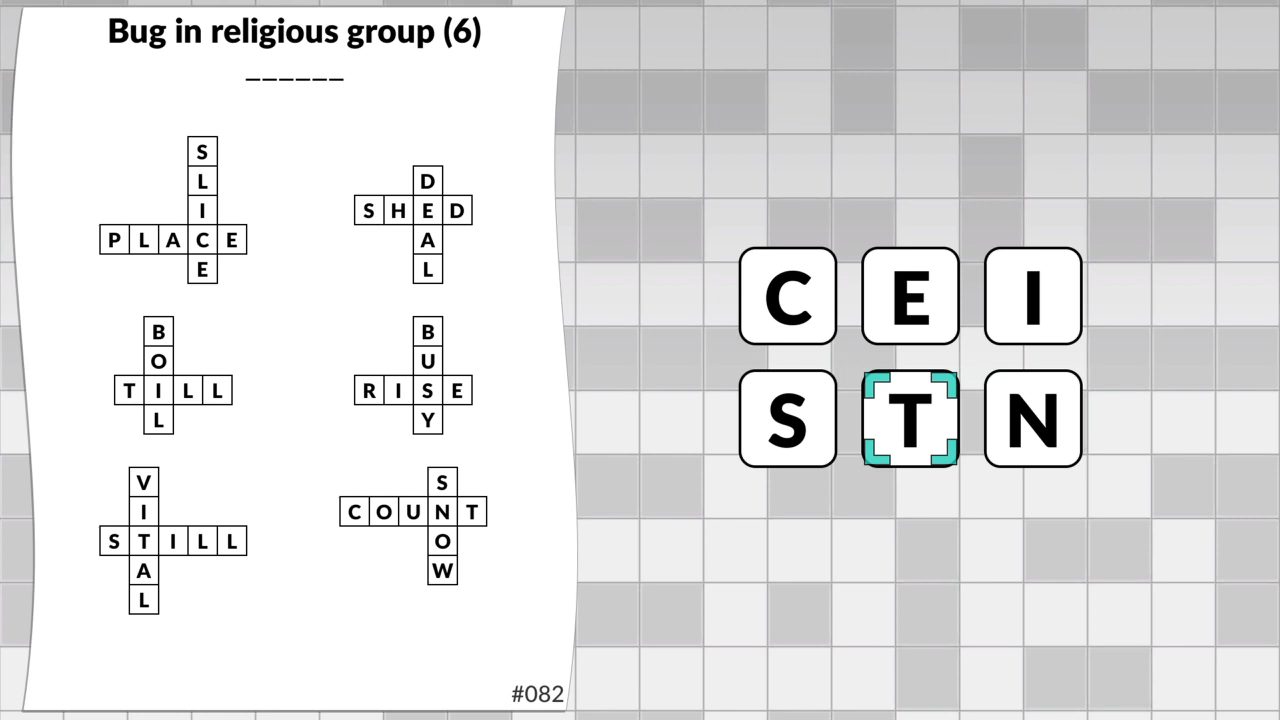 Bug in religious group (6)
______
S
L
I
PLACE
E
D
SHED
A
L
B
O
TILL
L
B
U
RISE
Y
V
I
STILL
A
L
S
COUNT
O
W
#082
C E I
S T N